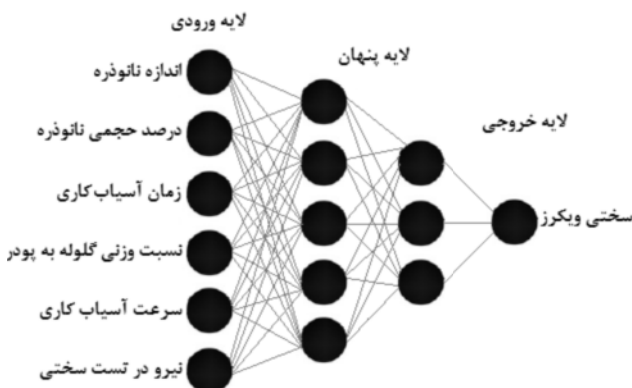 لایه ورودی
لایه پنهان
لایه خروجی
اندازه نانوذره
درصد حجمی نانوذره
زمان آسیاب‌کاری
نسبت وزنی گلوله به پودر
سرعت آسیاب کاری
نیرو در تست سختی
سختی ویکرز